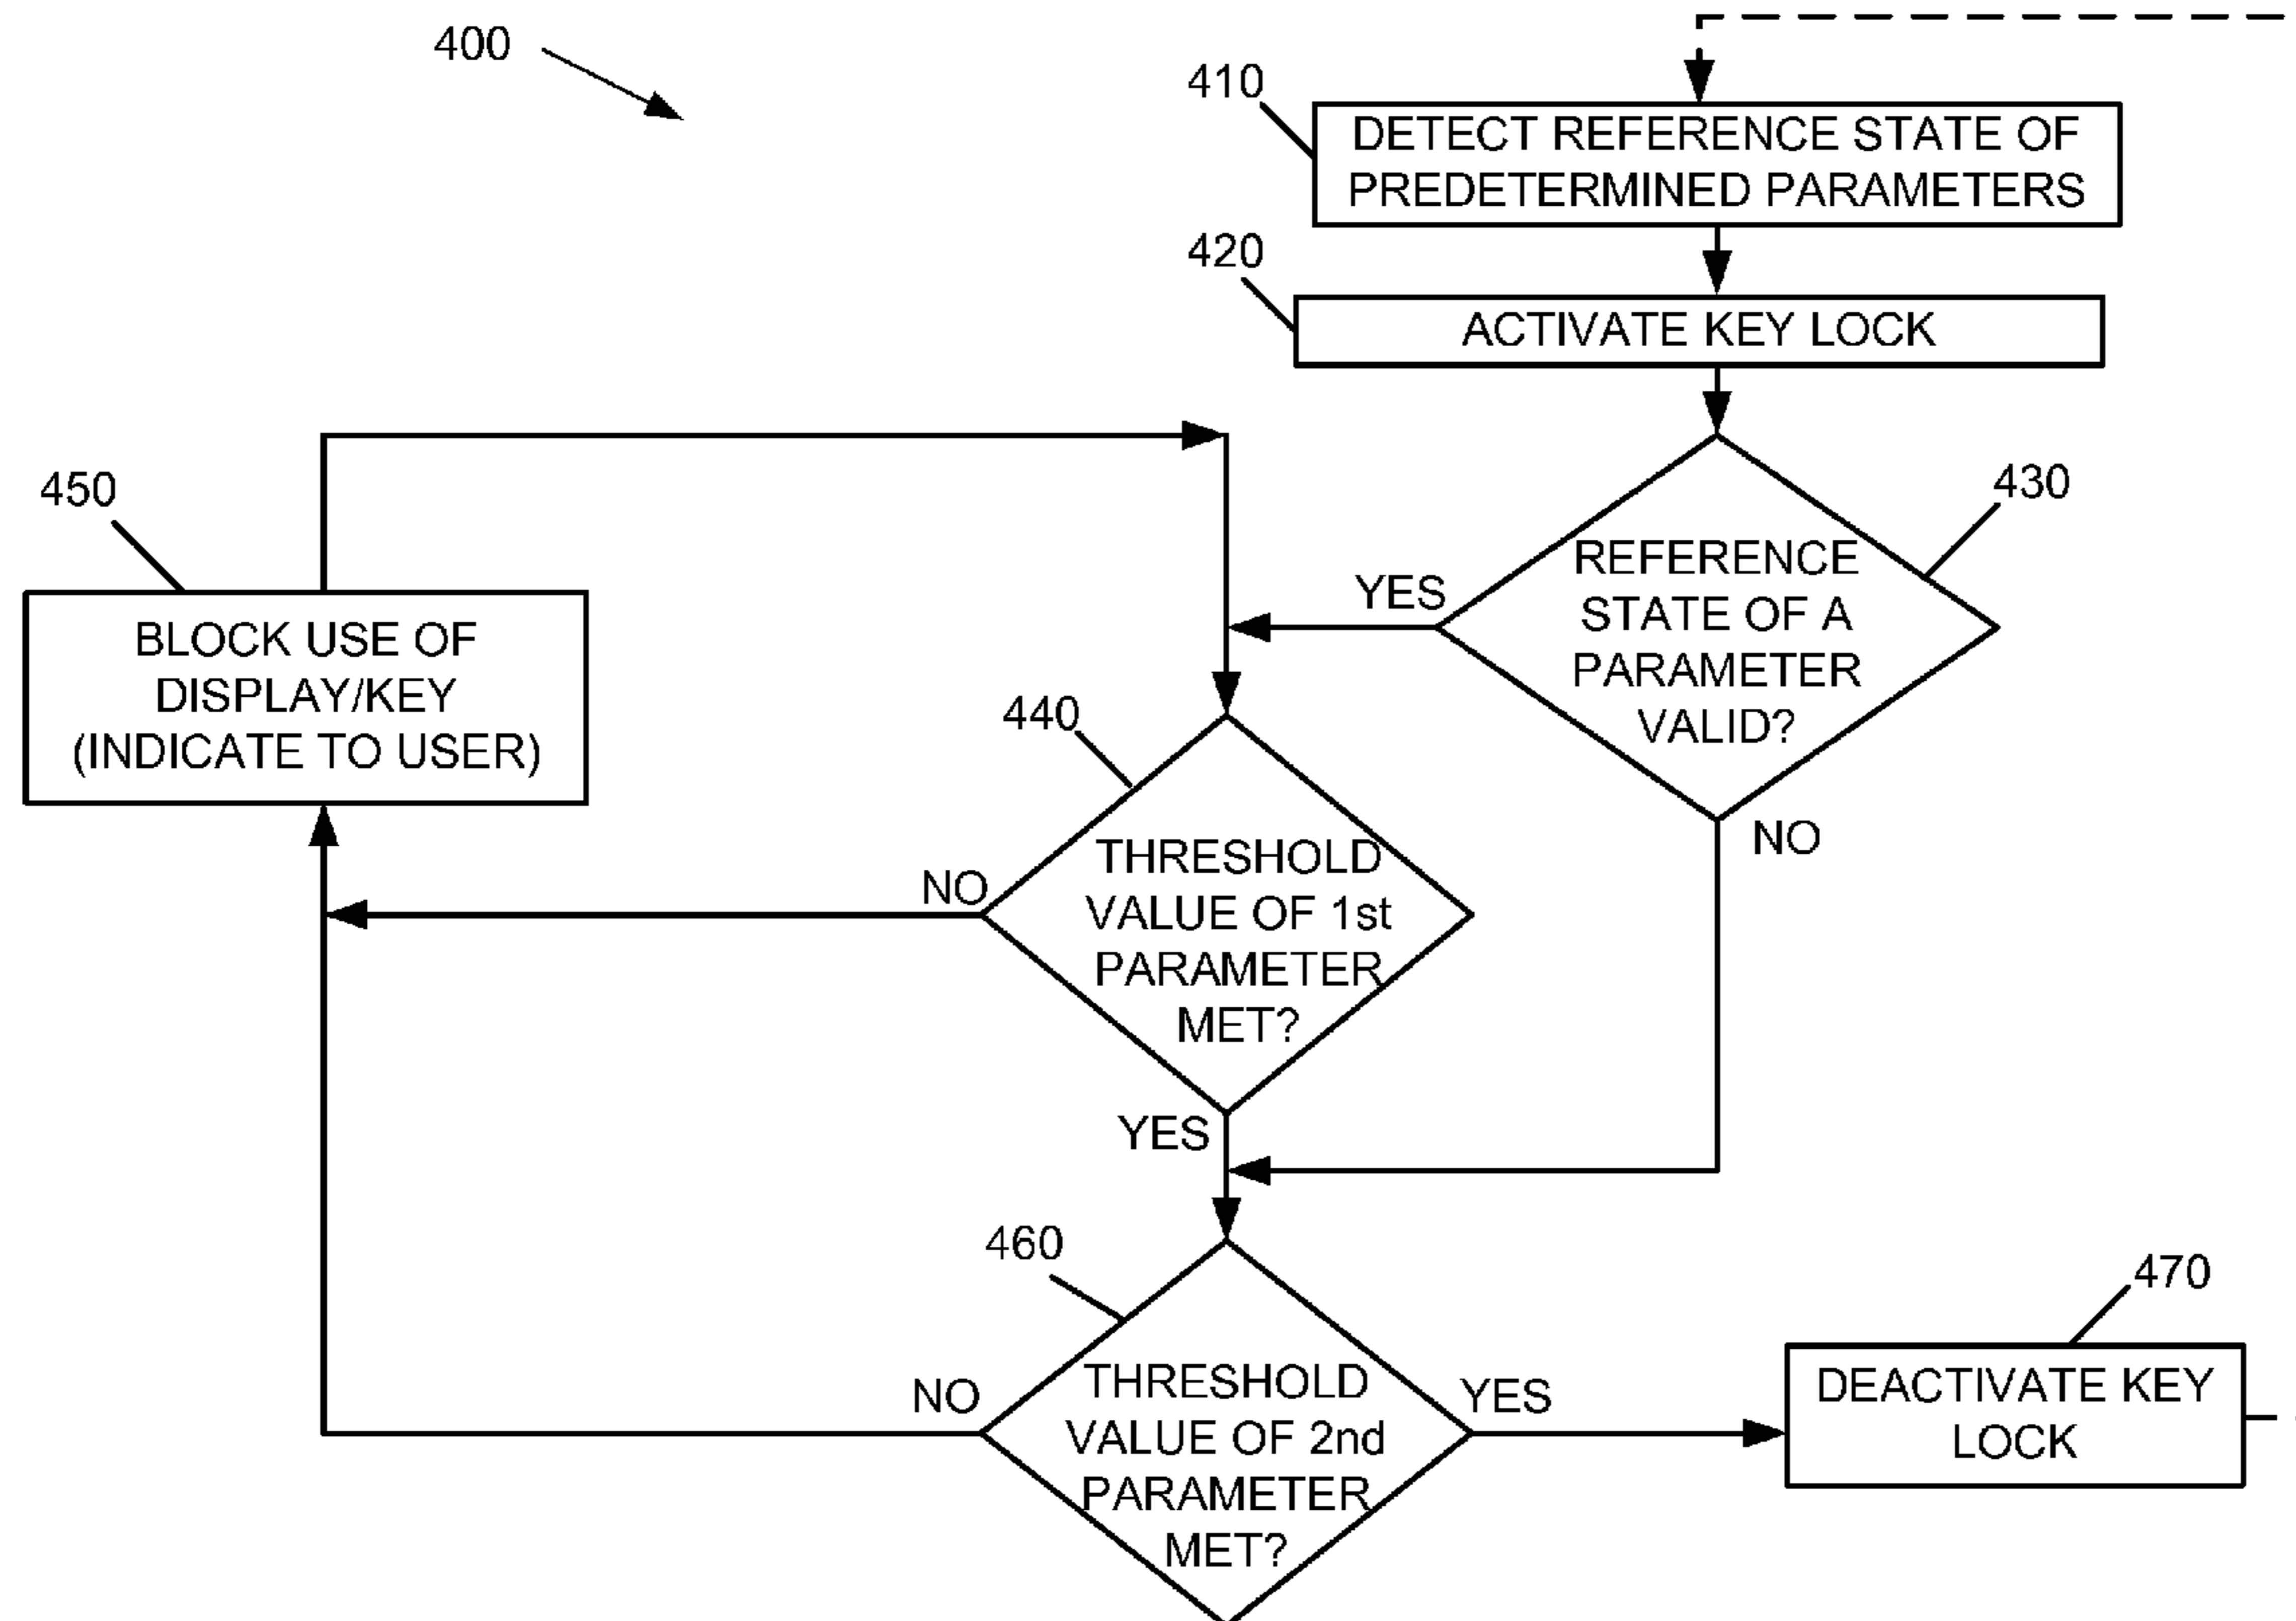 400
410
DETECT REFERENCE STATE OF
PREDETERMINED PARAMETERS
420
ACTIVATE KEY LOCK
430
REFERENCE
STATE OF A
PARAMETER
VALID?
YES
NO
450
BLOCK USE OF
DISPLAY/KEY
(INDICATE TO USER)
440
THRESHOLD
VALUE OF 1st
PARAMETER
MET?
NO
YES
460
THRESHOLD
VALUE OF 2nd
PARAMETER
MET?
NO
YES
470
DEACTIVATE KEY
LOCK